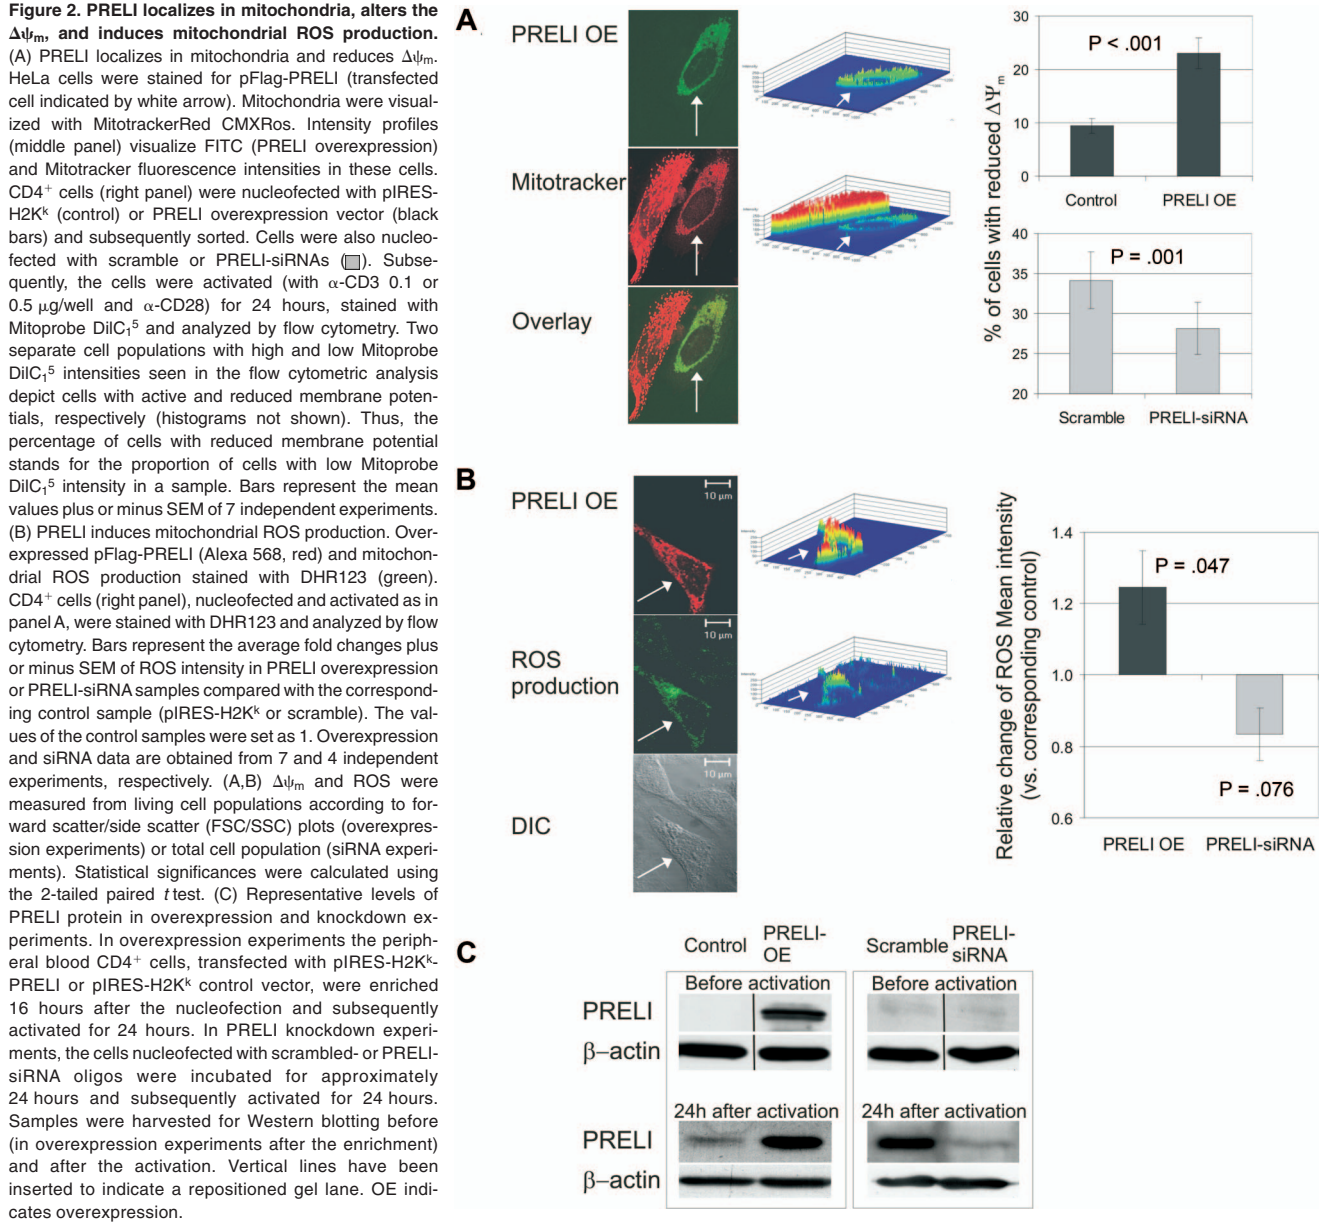 Figure 2. PRELI localizes in mitochondria, alters the
Δψm, and induces mitochondrial ROS production.
(A) PRELI localizes in mitochondria and reduces Δψm.
HeLa cells were stained for pFlag-PRELI (transfected
cell indicated by white arrow). Mitochondria were visual-
ized with MitotrackerRed CMXRos. Intensity profiles
(middle panel) visualize FITC (PRELI overexpression)
and Mitotracker fluorescence intensities in these cells.
CD4+ cells (right panel) were nucleofected with pIRES-
H2Kk (control) or PRELI overexpression vector (black
bars) and subsequently sorted. Cells were also nucleo-
fected with scramble or PRELI-siRNAs (). Subse-
quently, the cells were activated (with α-CD3 0.1 or
0.5 μg/well and α-CD28) for 24 hours, stained with
Mitoprobe DilC1 5 and analyzed by flow cytometry. Two
separate cell populations with high and low Mitoprobe
DilC1 5 intensities seen in the flow cytometric analysis
depict cells with active and reduced membrane poten-
tials, respectively (histograms not shown). Thus, the
percentage of cells with reduced membrane potential
stands for the proportion of cells with low Mitoprobe
DilC1 5 intensity in a sample. Bars represent the mean
values plus or minus SEM of 7 independent experiments.
(B) PRELI induces mitochondrial ROS production. Over-
expressed pFlag-PRELI (Alexa 568, red) and mitochon-
drial ROS production stained with DHR123 (green).
CD4+ cells (right panel), nucleofected and activated as in
panel A, were stained with DHR123 and analyzed by flow
cytometry. Bars represent the average fold changes plus
or minus SEM of ROS intensity in PRELI overexpression
or PRELI-siRNA samples compared with the correspond-
ing control sample (pIRES-H2Kk or scramble). The val-
ues of the control samples were set as 1. Overexpression
and siRNA data are obtained from 7 and 4 independent
experiments, respectively. (A,B) Δψm and ROS were
measured from living cell populations according to for-
ward scatter/side scatter (FSC/SSC) plots (overexpres-
sion experiments) or total cell population (siRNA experi-
ments). Statistical significances were calculated using
the 2-tailed paired t test. (C) Representative levels of
PRELI protein in overexpression and knockdown ex-
periments. In overexpression experiments the periph-
eral blood CD4+ cells, transfected with pIRES-H2Kk-
PRELI or pIRES-H2Kk control vector, were enriched
16 hours after the nucleofection and subsequently
activated for 24 hours. In PRELI knockdown experi-
ments, the cells nucleofected with scrambled- or PRELI-
siRNA oligos were incubated for approximately
24 hours and subsequently activated for 24 hours.
Samples were harvested for Western blotting before
(in overexpression experiments after the enrichment)
and after the activation. Vertical lines have been
inserted to indicate a repositioned gel lane. OE indi-
cates overexpression.
A
PRELI OE
Mitotracker
Overlay
% of cells with reduced ΔΨm
30
20
10
0
P < .001
Control PRELI OE
40
35
30
25
20
P = .001
Scramble PRELI-siRNA
B
PRELI OE
10 μm
ROS
production
10 μm
DIC
10 μm
Relative change of ROS Mean intensity
(vs. corresponding control)
1.4
1.2
1.0
0.8
0.6
P = .047
P = .076
PRELI OE PRELI-siRNA
C
Control PRELI-
OE
Scramble PRELI-
siRNA
Before activation Before activation
PRELI
β–actin
24h after activation 24h after activation
PRELI
β–actin